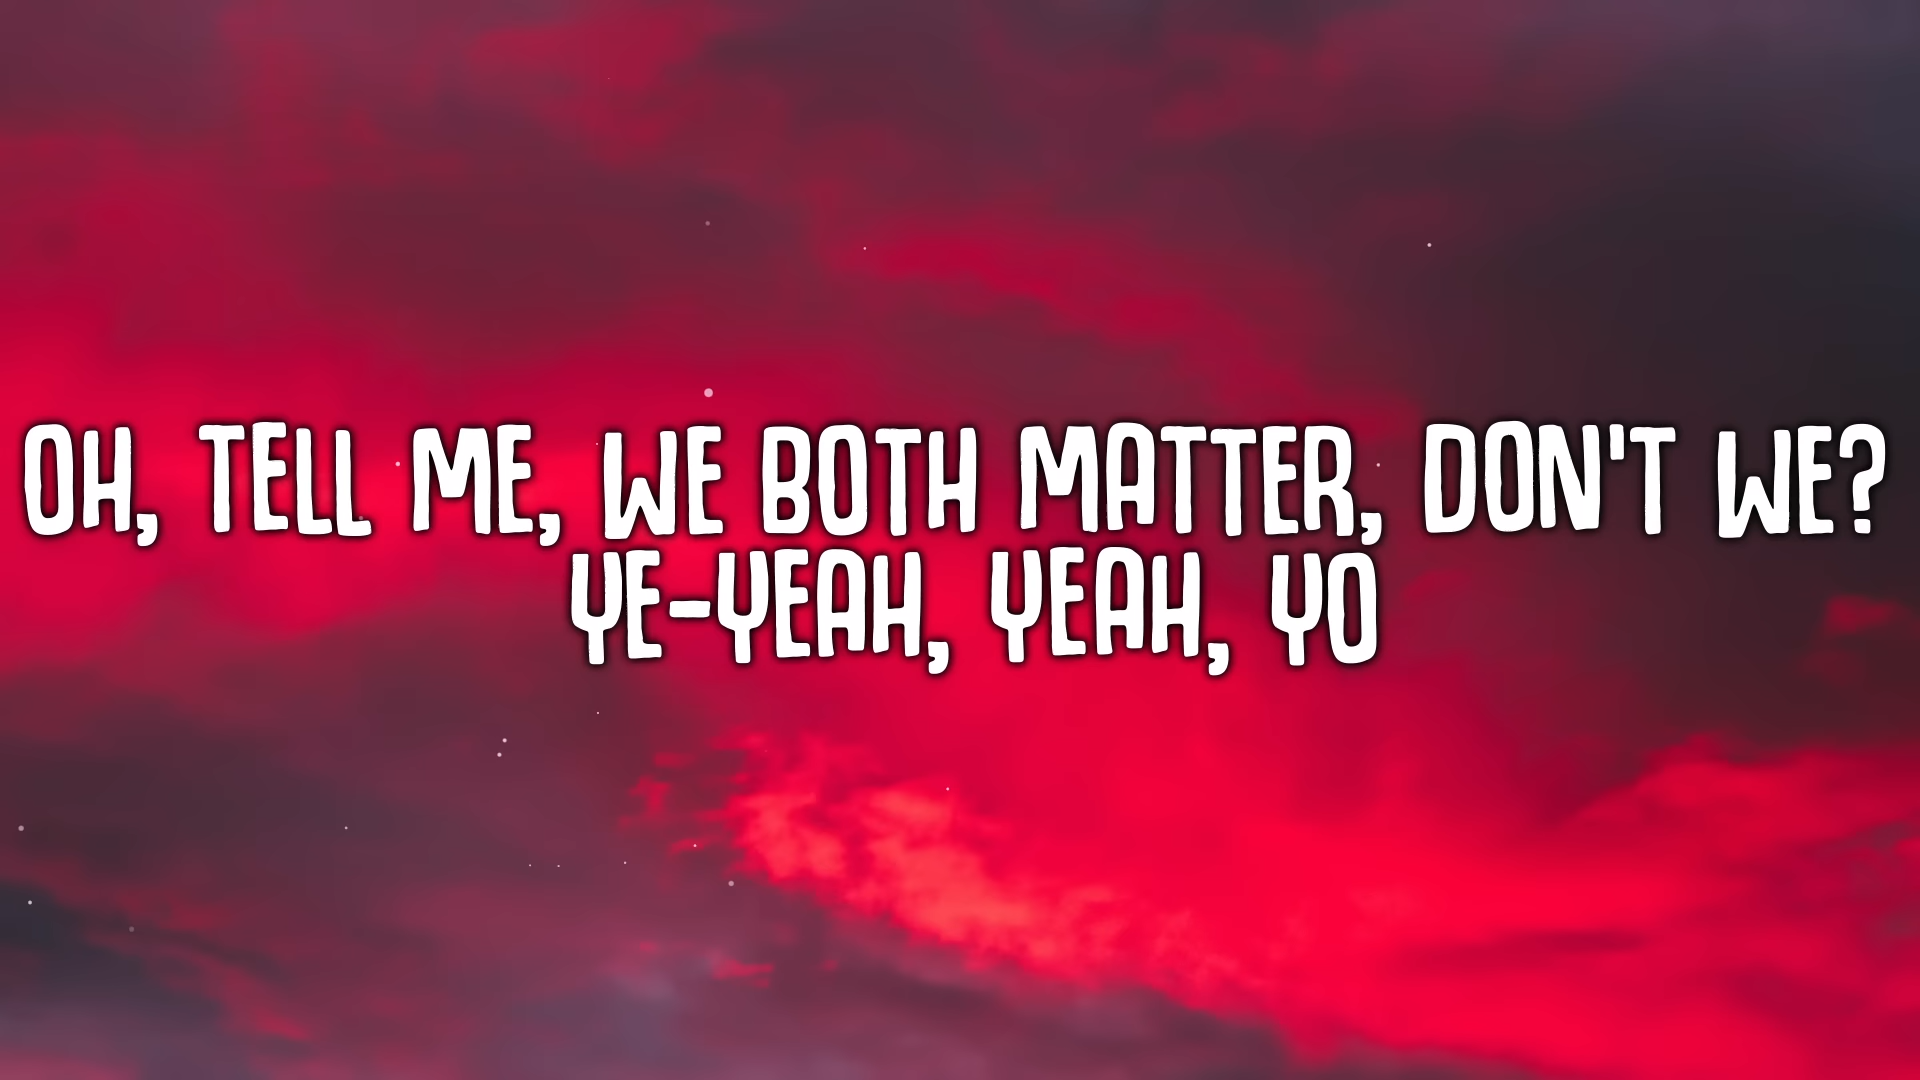 OH, TELL ME, WE BOTH MATTER, DON'T WE?
YE-YEAH, YEAH, YO